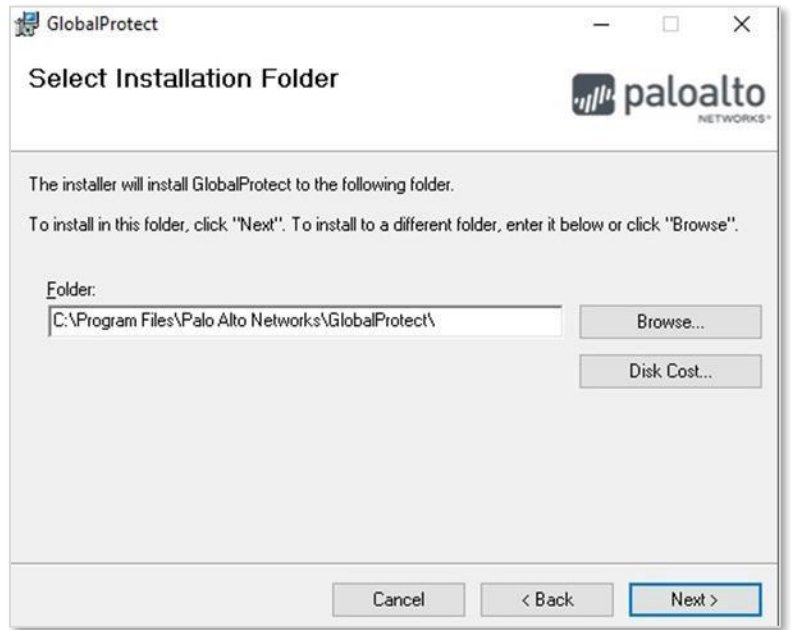 GlobalProtect
Select Installation Folder
paloalto
NETWORKS
The installer will install GlobalProtect to the following folder.
To install in this folder, click "Next". To install to a different folder, enter it below or click "Browse".
Folder:
C:\Program Files\Palo Alto Networks\GlobalProtect\
Browse...
Disk Cost...
Cancel
< Back
Next >